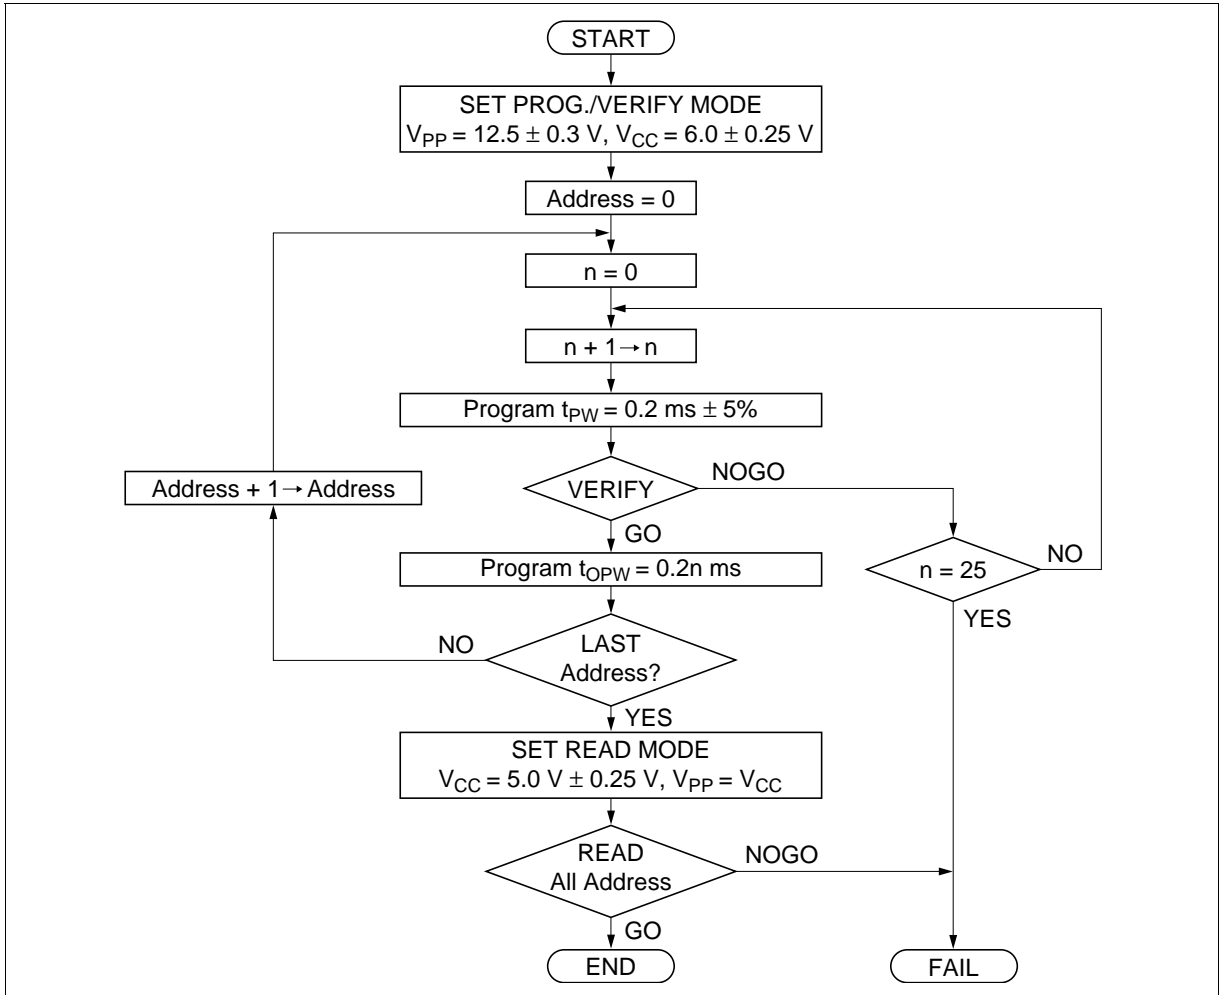 START
SET PROG./VERIFY MODE
VPP = 12.5 ± 0.3 V, VCC = 6.0 ± 0.25 V
Address = 0
n = 0
n + 1 → n
Program tPW = 0.2 ms ± 5%
Address + 1 → Address
VERIFY
NOGO
GO
Program tOPW = 0.2n ms
n = 25
NO
YES
LAST
Address?
NO
YES
SET READ MODE
VCC = 5.0 V ± 0.25 V, VPP = VCC
READ
All Address
NOGO
GO
END
FAIL